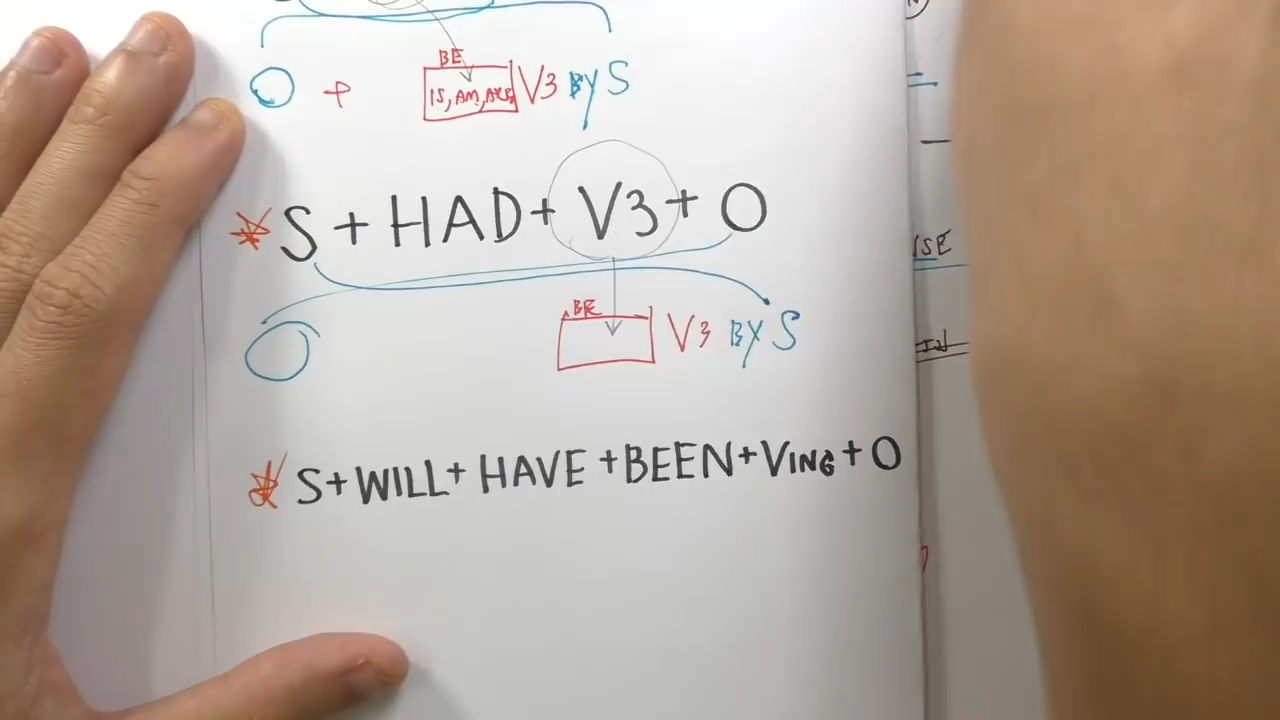 BE
O + IS, AM, ARE V3 BY S
S + HAD + V3 + O
BE
O V3 BY S
S + WILL + HAVE + BEEN + VING + O